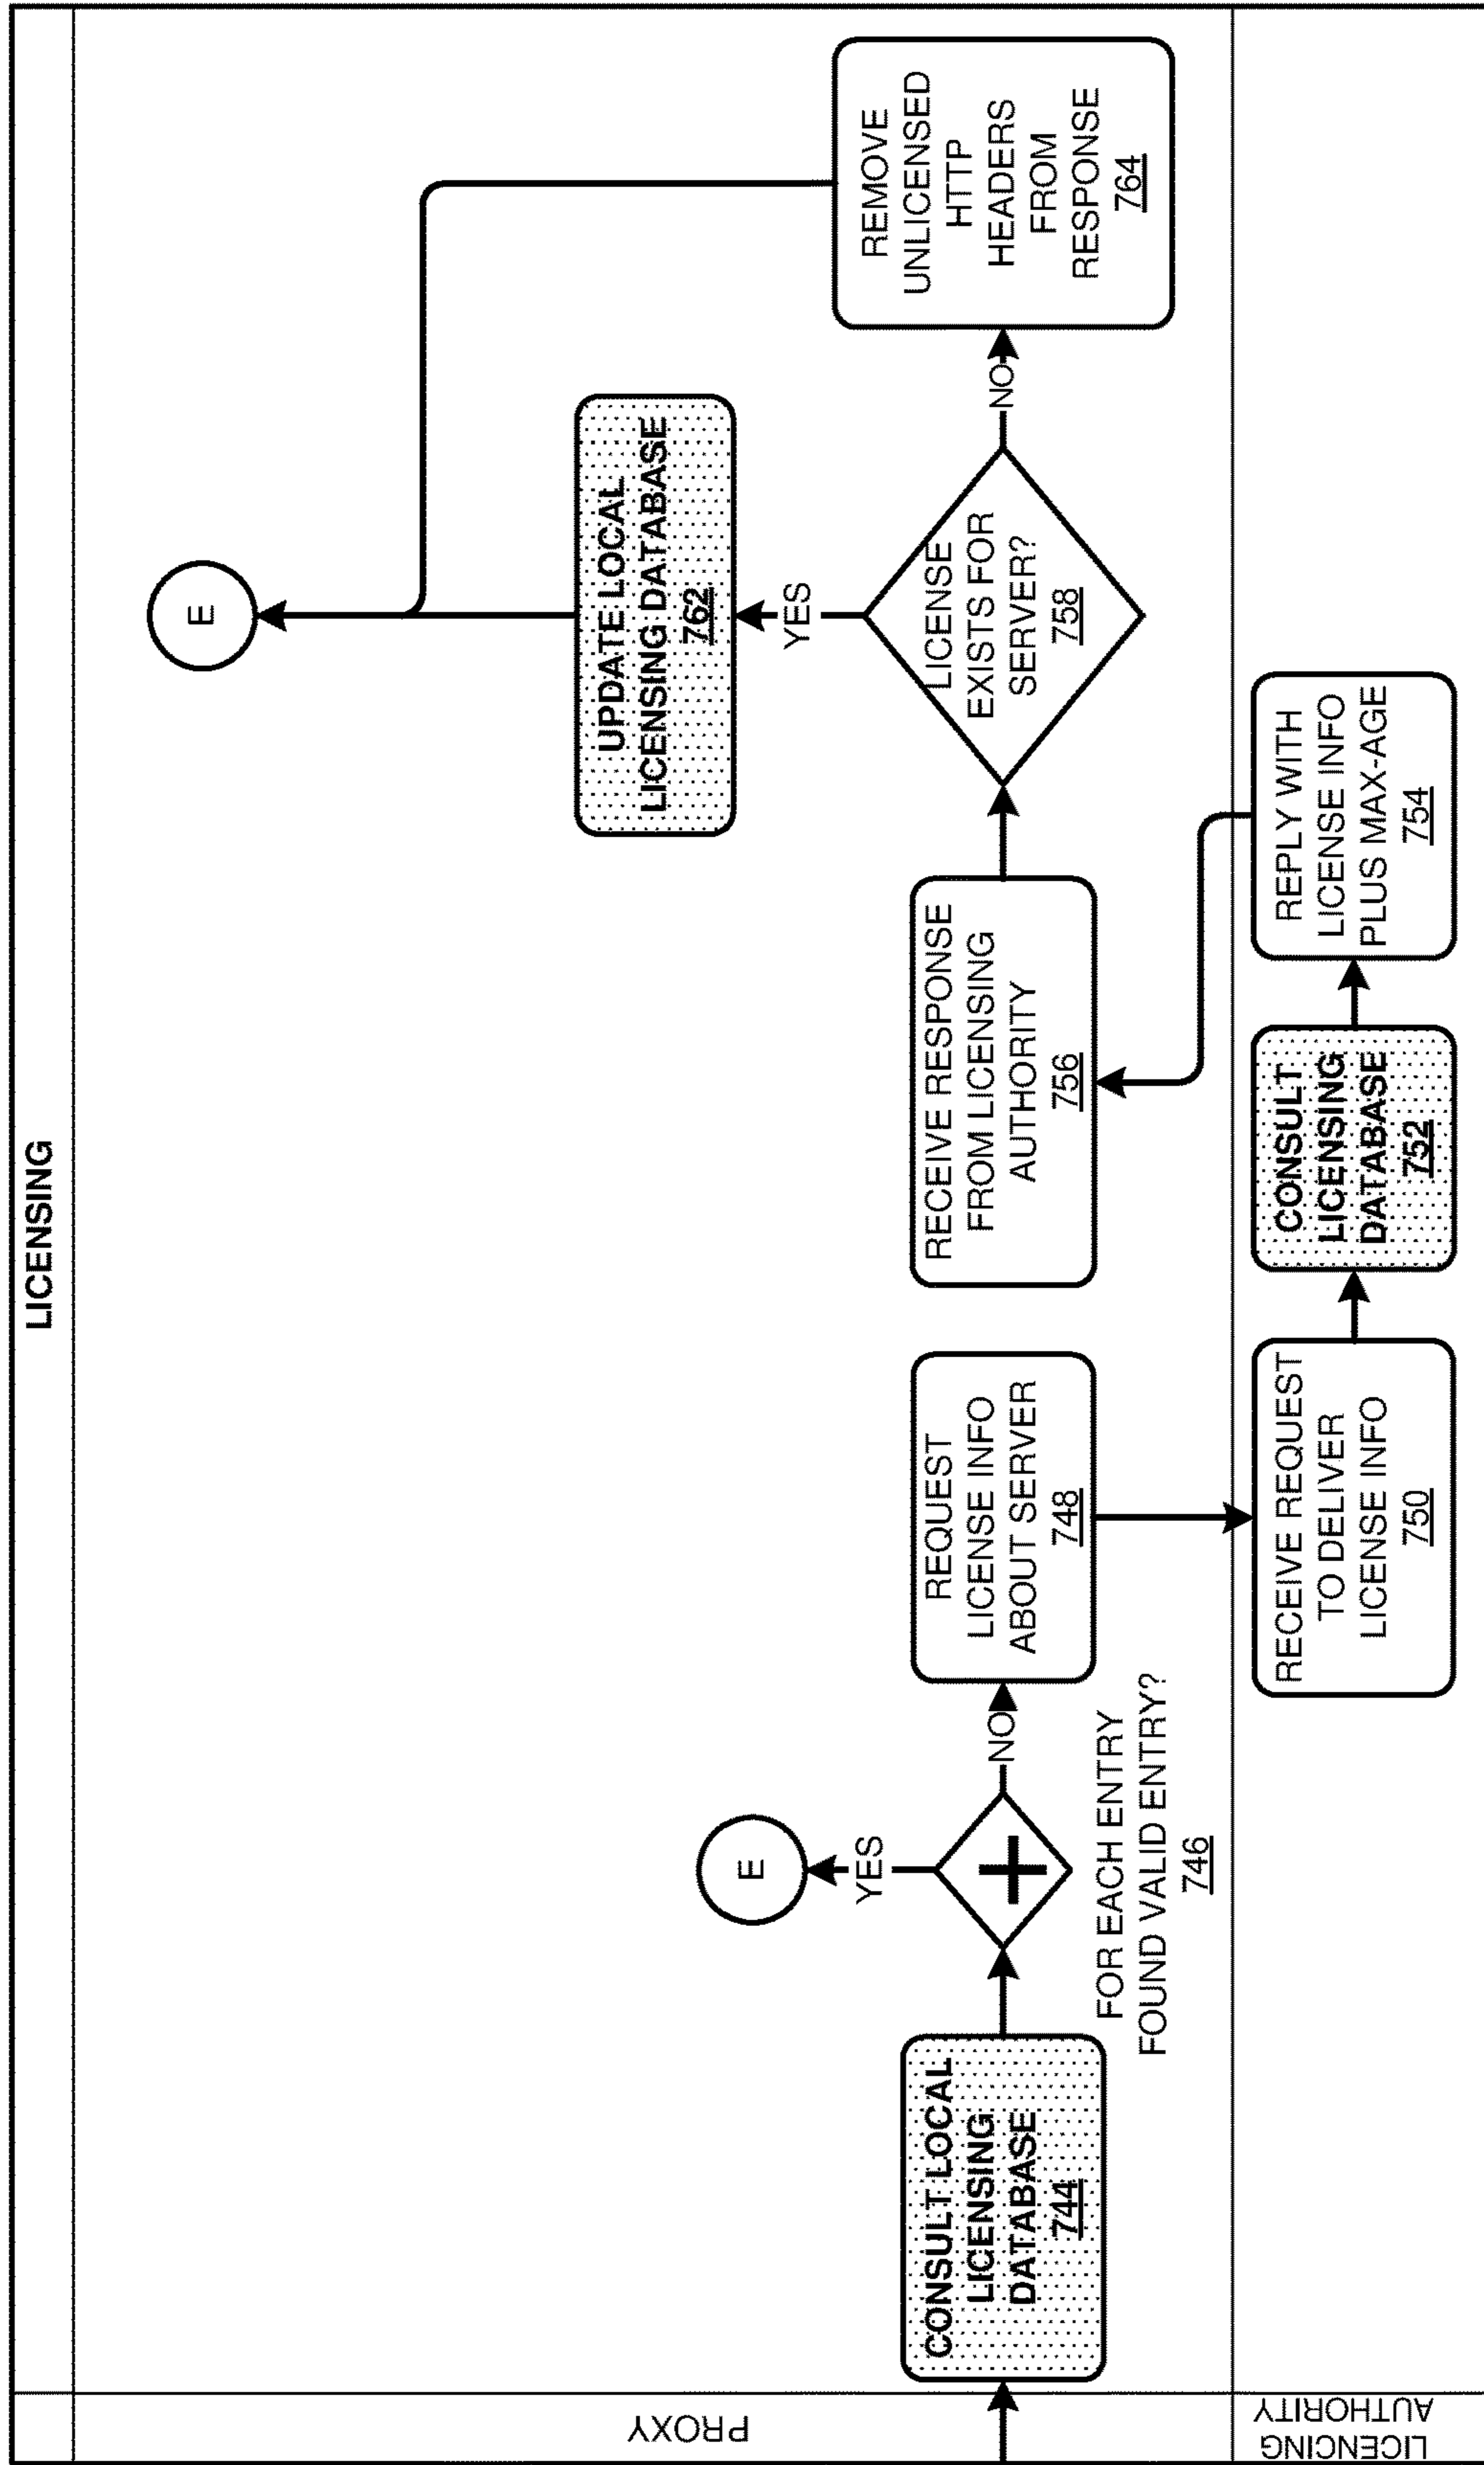 LICENSING
PROXY
CONSULT LOCAL
LICENSING
DATABASE
744
FOR EACH ENTRY
FOUND VALID ENTRY?
746
YES
E
NO
REQUEST
LICENSE INFO
ABOUT SERVER
748
LICENCING
AUTHORITY
RECEIVE REQUEST
TO DELIVER
LICENSE INFO
750
CONSULT
LICENSING
DATABASE
752
REPLY WITH
LICENSE INFO
PLUS MAX-AGE
754
RECEIVE RESPONSE
FROM LICENSING
AUTHORITY
756
LICENSE
EXISTS FOR
SERVER?
758
YES
UPDATE LOCAL
LICENSING DATABASE
762
E
NO
REMOVE
UNLICENSED
HTTP
HEADERS
FROM
RESPONSE
764